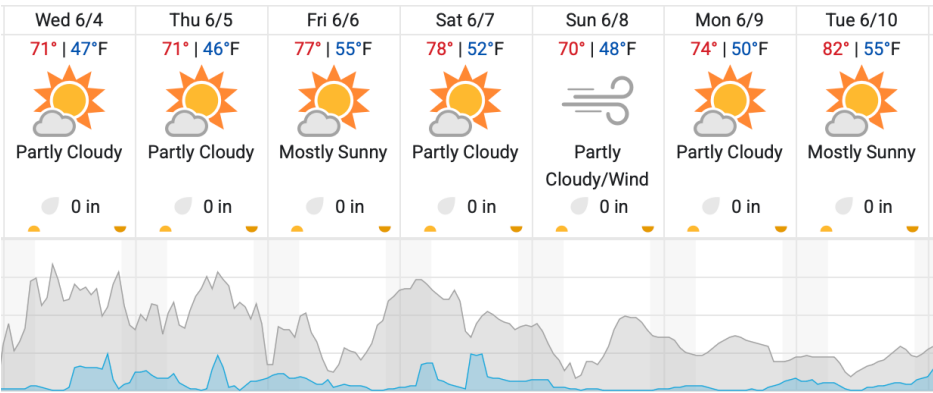 Wed 6/4 Thu 6/5 Fri 6/6 Sat 6/7 Sun 6/8 Mon 6/9 Tue 6/10
71° | 47°F 71° | 46°F 77° | 55°F 78° | 52°F 70° | 48°F 74° | 50°F 82° | 55°F
Partly Cloudy Partly Cloudy Mostly Sunny Partly Cloudy Partly Partly Cloudy Mostly Sunny
Cloudy/Wind
0 in 0 in 0 in 0 in 0 in 0 in 0 in